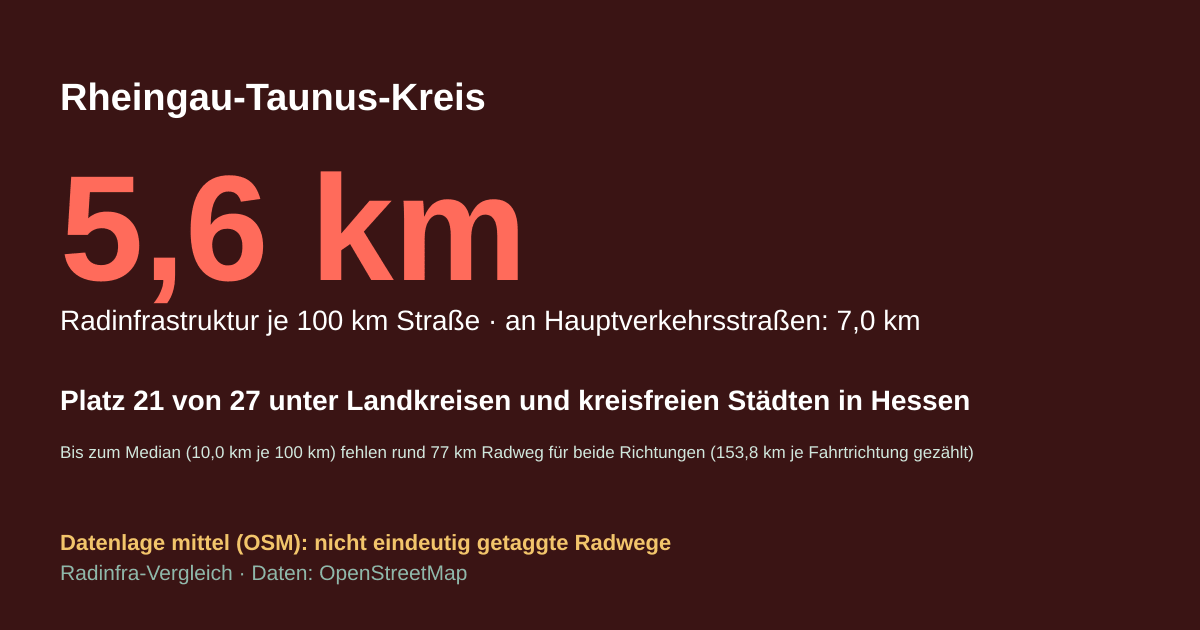 Rheingau-Taunus-Kreis
5,6 km
Radinfrastruktur je 100 km Straße · an Hauptverkehrsstraßen: 7,0 km
Platz 21 von 27 unter Landkreisen und kreisfreien Städten in Hessen
Bis zum Median (10,0 km je 100 km) fehlen rund 77 km Radweg für beide Richtungen (153,8 km je Fahrtrichtung gezählt)
Datenlage mittel (OSM): nicht eindeutig getaggte Radwege
Radinfra-Vergleich · Daten: OpenStreetMap